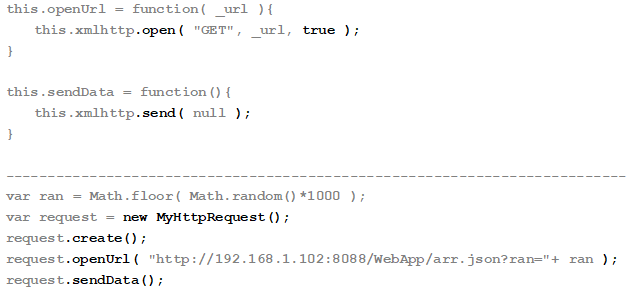 this.openUrl = function( _url ){
this.xmlhttp.open( "GET", _url, true );
}
this.sendData = function(){
this.xmlhttp.send( null );
}
---------------------------------------------------------------------------
var ran = Math.floor( Math.random()*1000 );
var request = new MyHttpRequest();
request.create();
request.openUrl( "http://192.168.1.102:8088/WebApp/arr.json?ran="+ ran );
request.sendData();